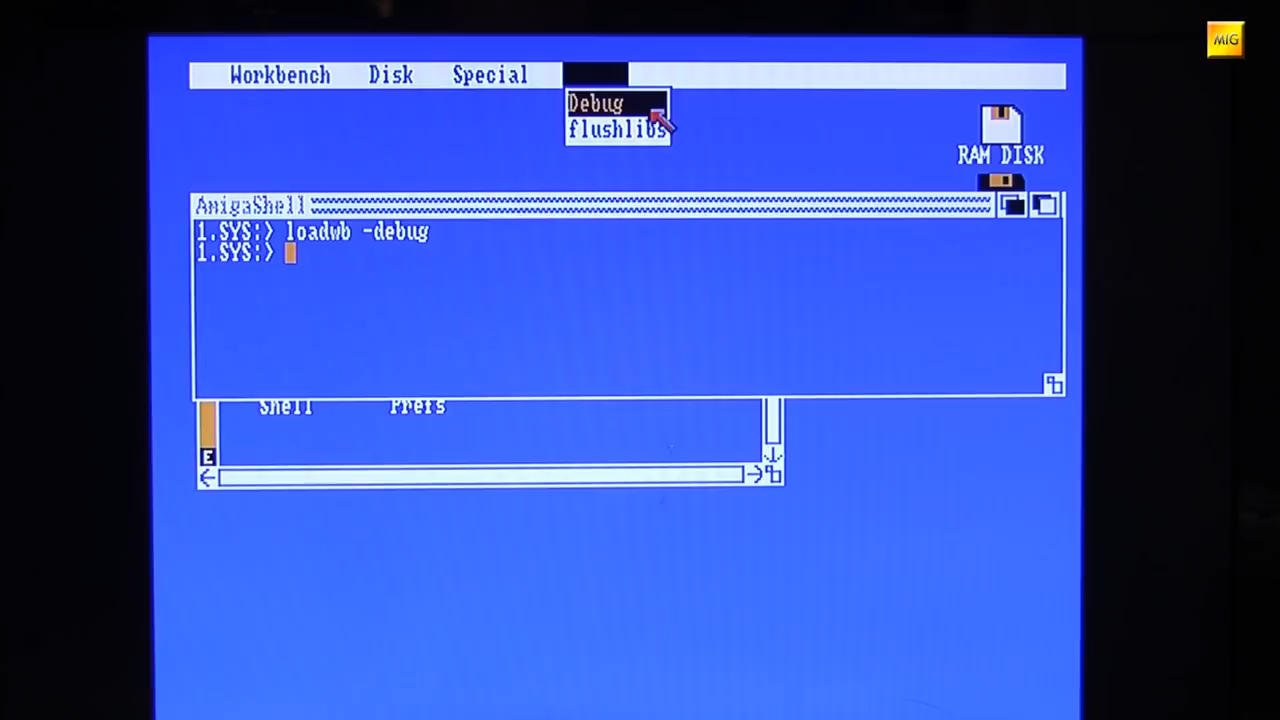 MIG
Workbench Disk Special
Debug
flushlibs
RAM DISK
AmigaShell
1.SYS:> loadwb -debug
1.SYS:>
Shell Prefs
E